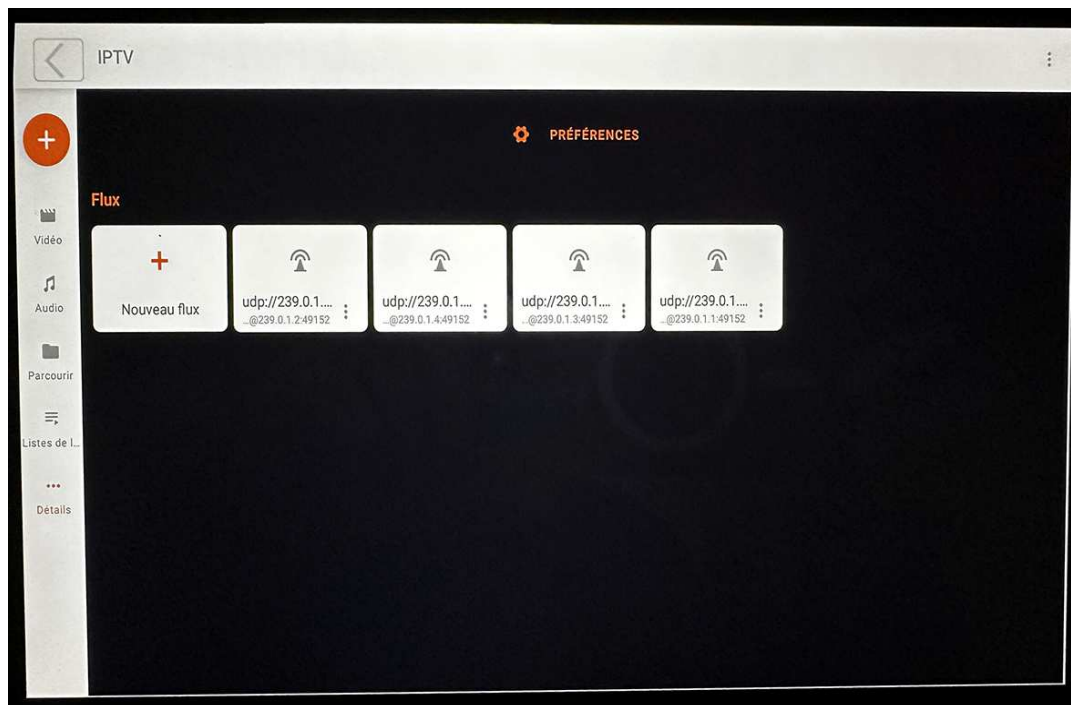 IPTV
PRÉFÉRENCES
Flux
Vidéo
Audio
Parcourir
Listes de l...
Détails
Nouveau flux
udp://239.0.1....
...@239.0.1.2:49152
udp://239.0.1....
...@239.0.1.4:49152
udp://239.0.1....
...@239.0.1.3:49152
udp://239.0.1....
...@239.0.1.1:49152